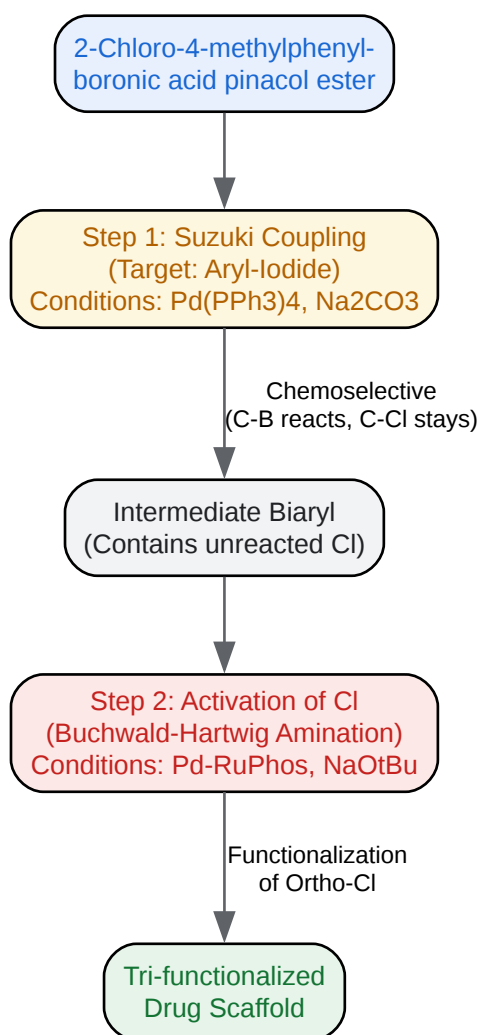 2-Chloro-4-methylphenyl-
boronic acid pinacol ester
Step 1: Suzuki Coupling
(Target: Aryl-Iodide)
Conditions: Pd(PPh3)4, Na2CO3
Chemoselective
(C-B reacts, C-Cl stays)
Intermediate Biaryl
(Contains unreacted Cl)
Step 2: Activation of Cl
(Buchwald-Hartwig Amination)
Conditions: Pd-RuPhos, NaOtBu
Functionalization
of Ortho-Cl
Tri-functionalized
Drug Scaffold